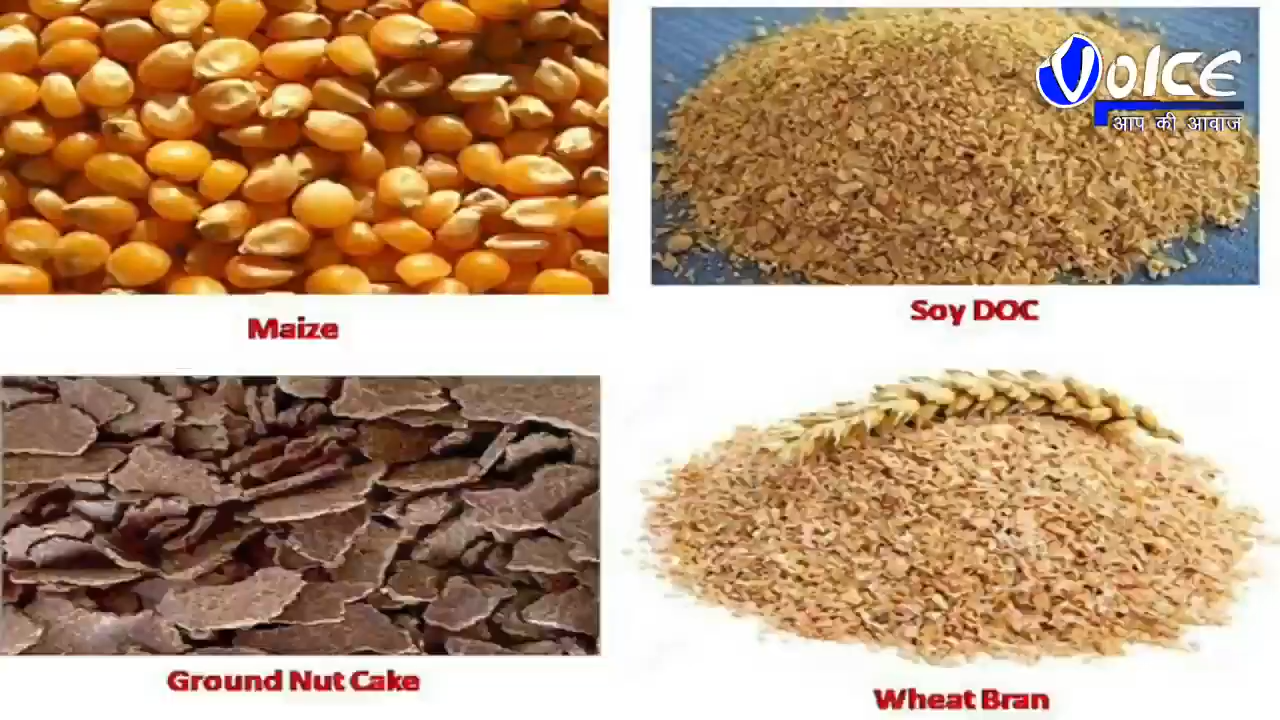 VOICE
आप की आवाज
Maize
Soy DOC
Ground Nut Cake
Wheat Bran